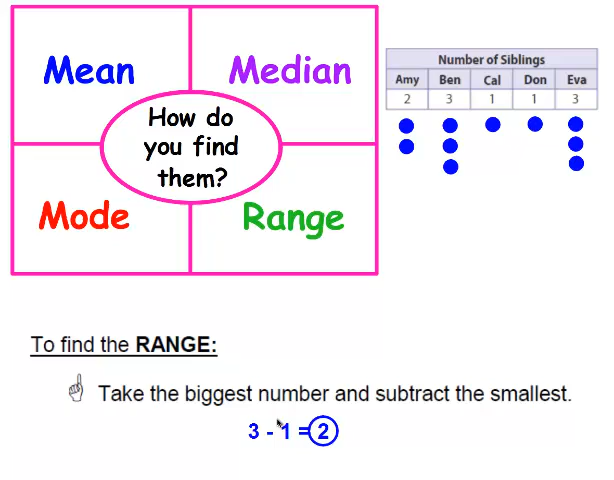 Mean
Median
How do
you find
them?
Mode
Range
Number of Siblings
Amy Ben Cal Don Eva
2 3 1 1 3
To find the RANGE:
Take the biggest number and subtract the smallest.
3 - 1 = 2